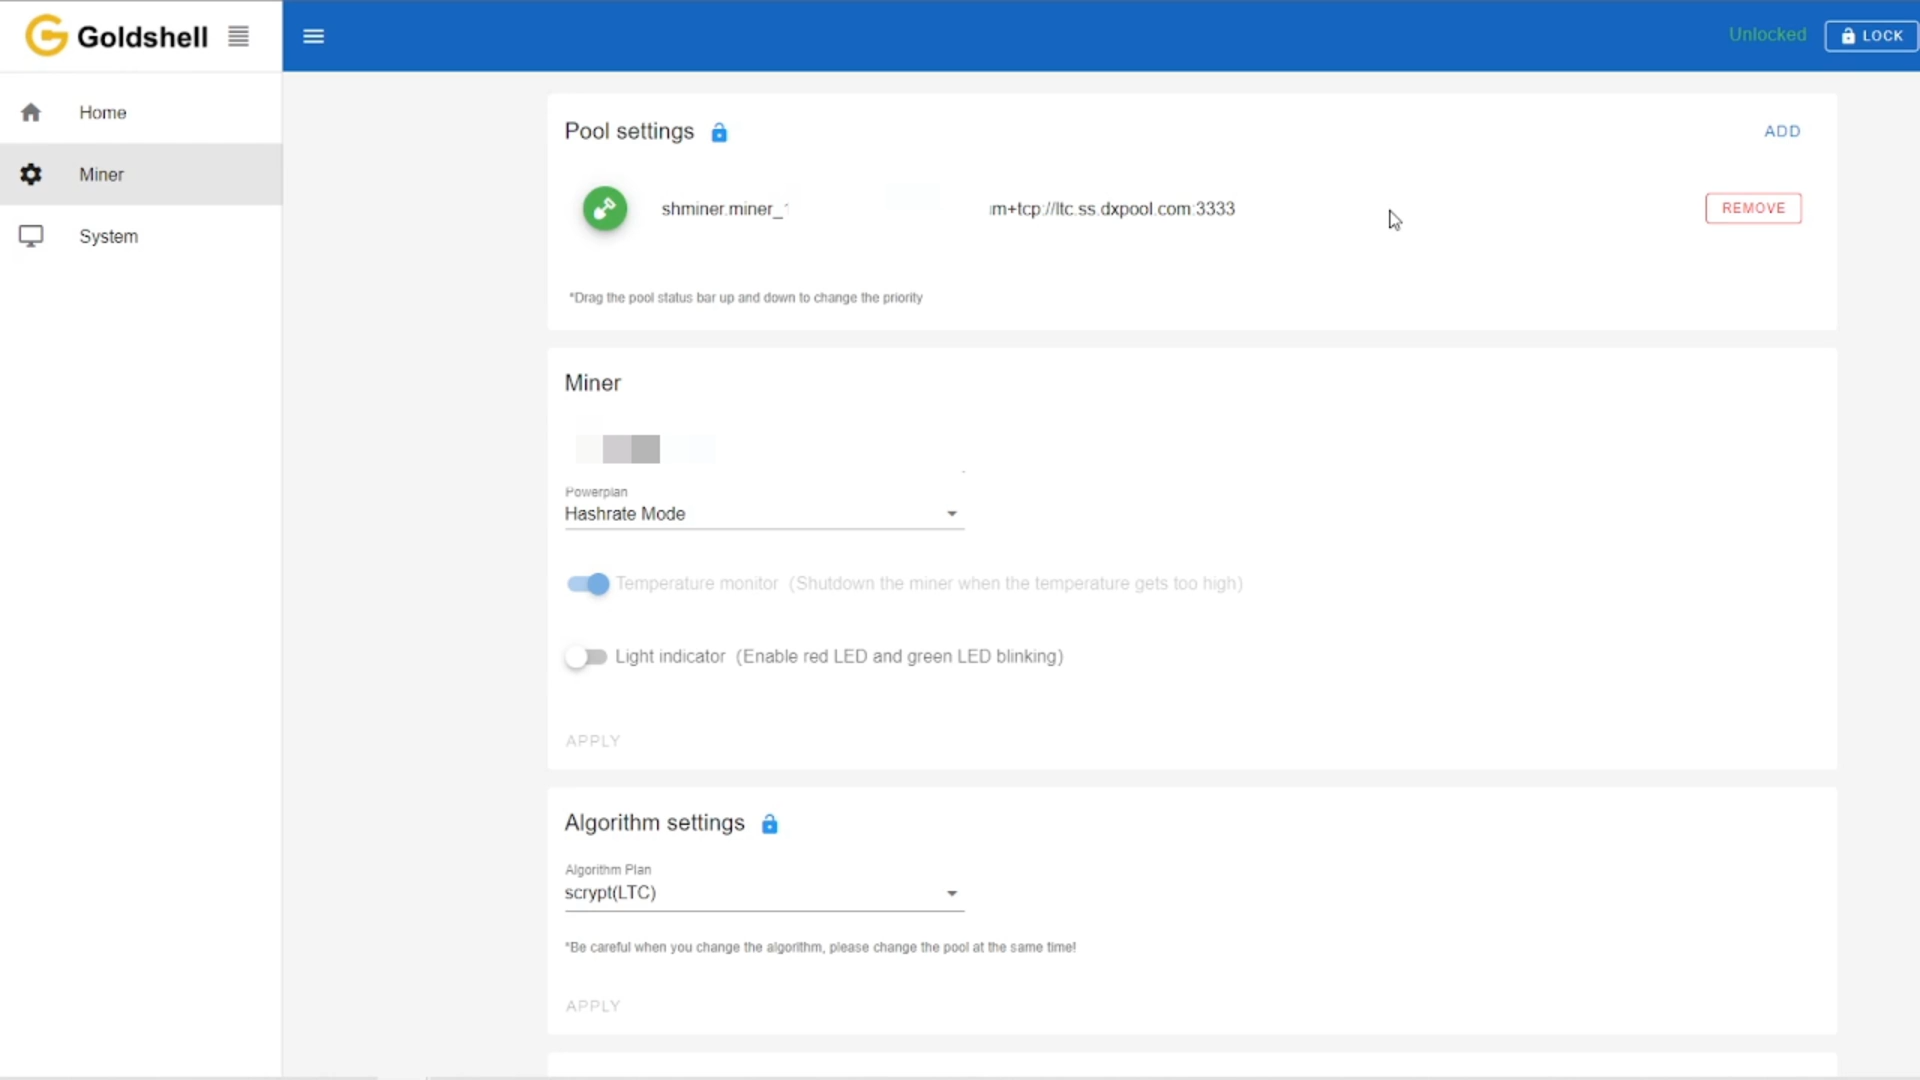 Goldshell
Unlocked
LOCK
Home
Miner
System
Pool settings
ADD
shminer.miner_
m+tcp://ltc.ss.dxpool.com:3333
REMOVE
*Drag the pool status bar up and down to change the priority
Miner
Powerplan
Hashrate Mode
Temperature monitor (Shutdown the miner when the temperature gets too high)
Light indicator (Enable red LED and green LED blinking)
APPLY
Algorithm settings
Algorithm Plan
scrypt(LTC)
*Be careful when you change the algorithm, please change the pool at the same time!
APPLY